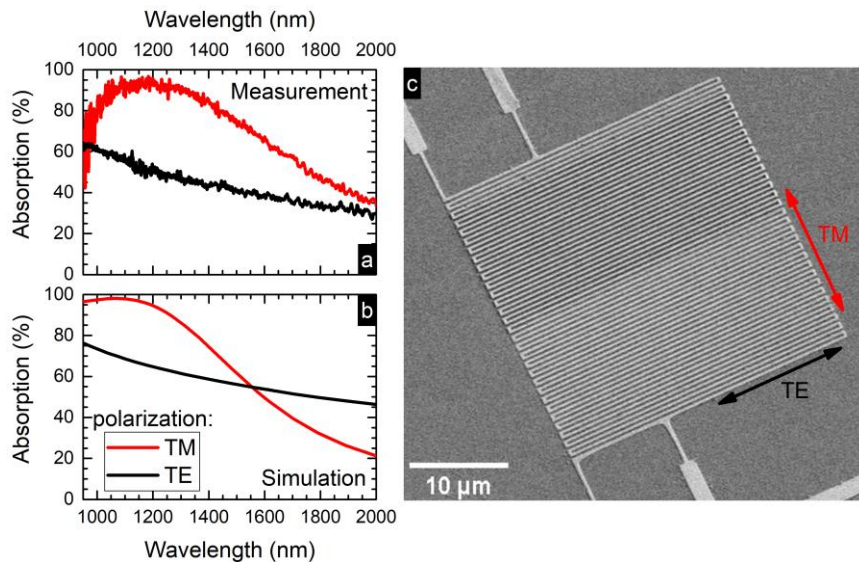 Wavelength (nm)
1000 1200 1400 1600 1800 2000
Absorption (%)
100
80
60
40
20
0
Measurement
a
Absorption (%)
100
80
60
40
20
0
b
polarization:
TM
TE
Simulation
1000 1200 1400 1600 1800 2000
Wavelength (nm)
c
TM
TE
10 µm